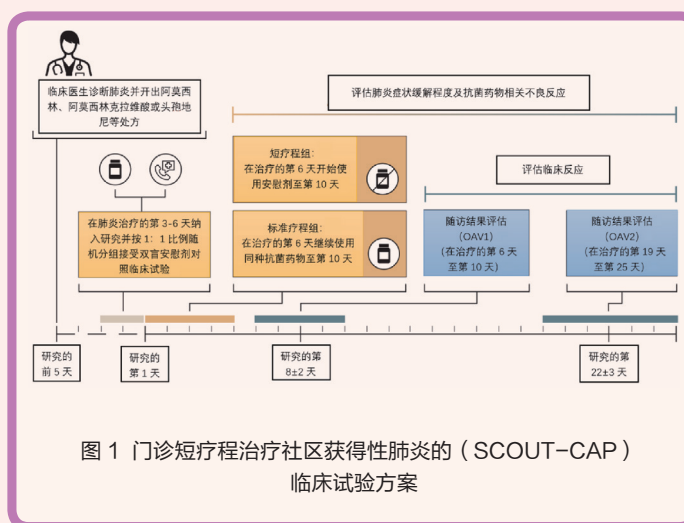 临床医生诊断肺炎并开出阿莫西
林、阿莫西林克拉维酸或头孢地
尼等处方
评估肺炎症状缓解程度及抗菌药物相关不良反应
短疗程组:
在治疗的第 6 天开始使
用安慰剂至第 10 天
评估临床反应
在肺炎治疗的第 3-6 天纳
入研究并按 1: 1 比例随
机分组接受双盲安慰剂对
照临床试验
标准疗程组:
在治疗的第 6 天继续使用
同种抗菌药物至第 10 天
随访结果评估
(OAV1)
(在治疗的第 6 天
至第 10 天)
随访结果评估
(OAV2)
(在治疗的第 19 天
至第 25 天)
研究的
前 5 天
研究的
第 1 天
研究的第
8±2 天
研究的第
22±3 天
图 1 门诊短疗程治疗社区获得性肺炎的（SCOUT-CAP）
临床试验方案